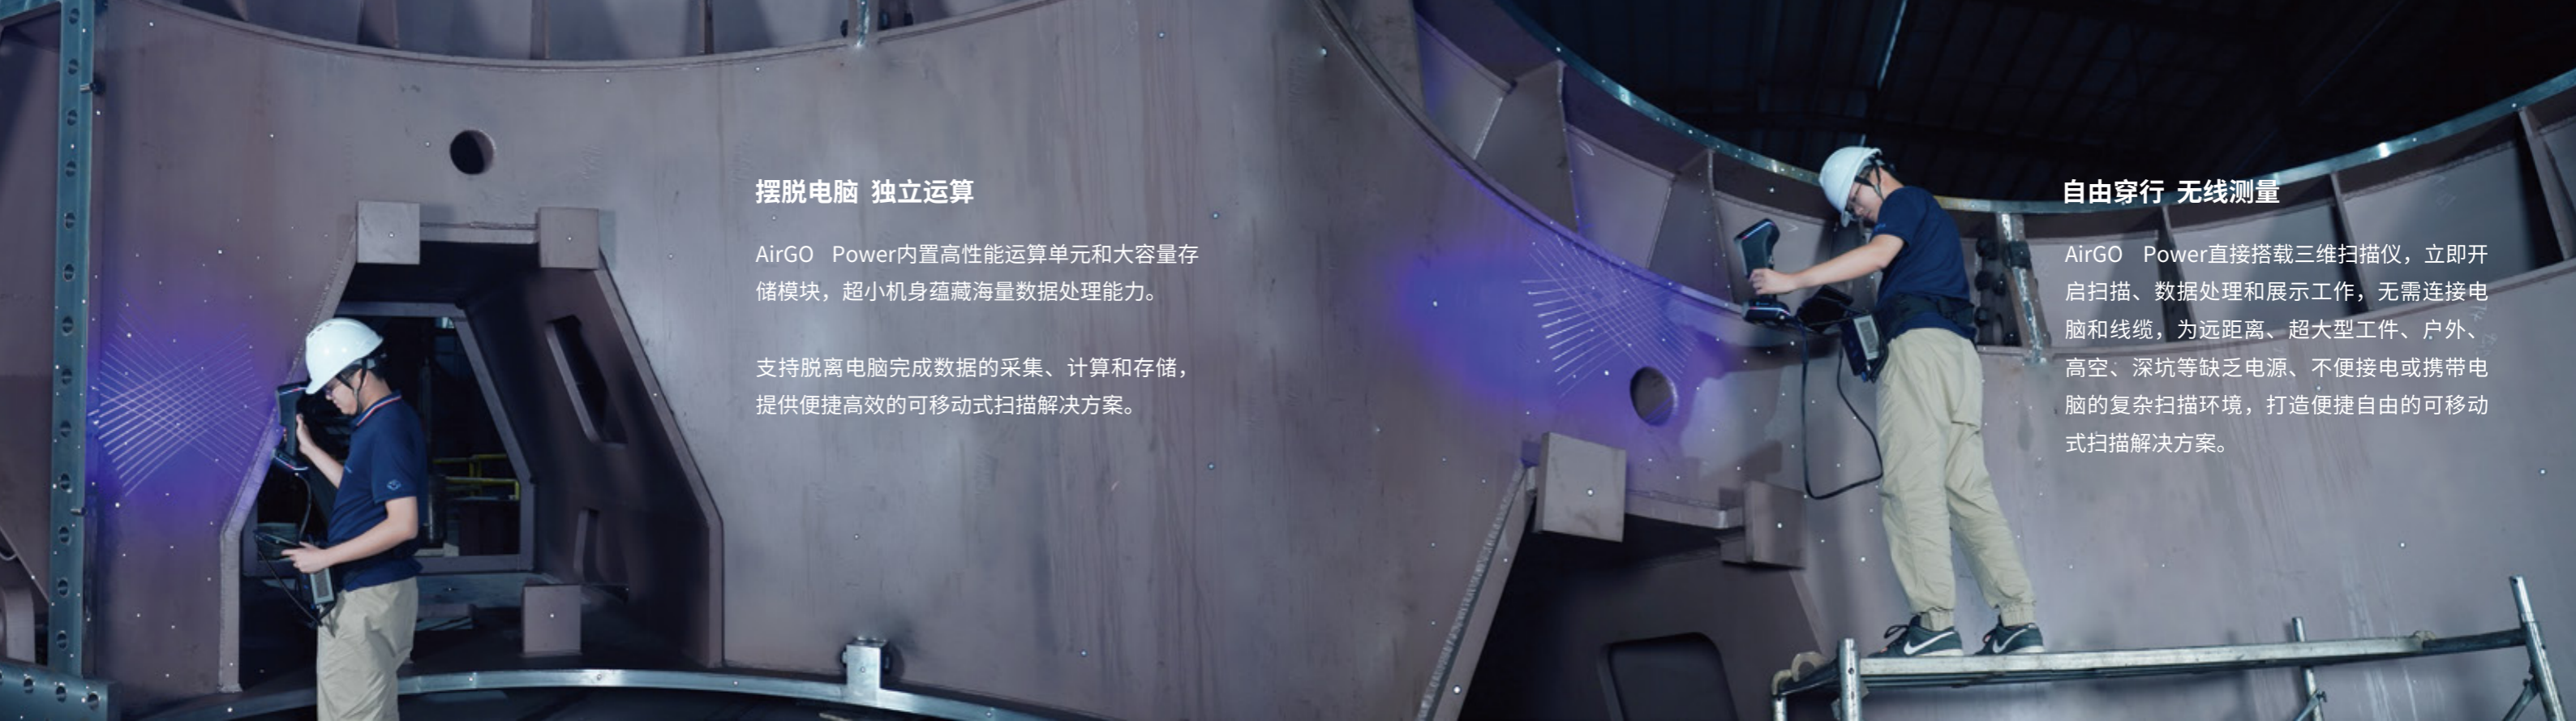 摆脱电脑 独立运算
AirGO Power内置高性能运算单元和大容量存
储模块，超小机身蕴藏海量数据处理能力。
支持脱离电脑完成数据的采集、计算和存储，
提供便捷高效的可移动式扫描解决方案。
自由穿行 无线测量
AirGO Power直接搭载三维扫描仪，立即开
启扫描、数据处理和展示工作，无需连接电
脑和线缆，为远距离、超大型工件、户外、
高空、深坑等缺乏电源、不便接电或携带电
脑的复杂扫描环境，打造便捷自由的可移动
式扫描解决方案。